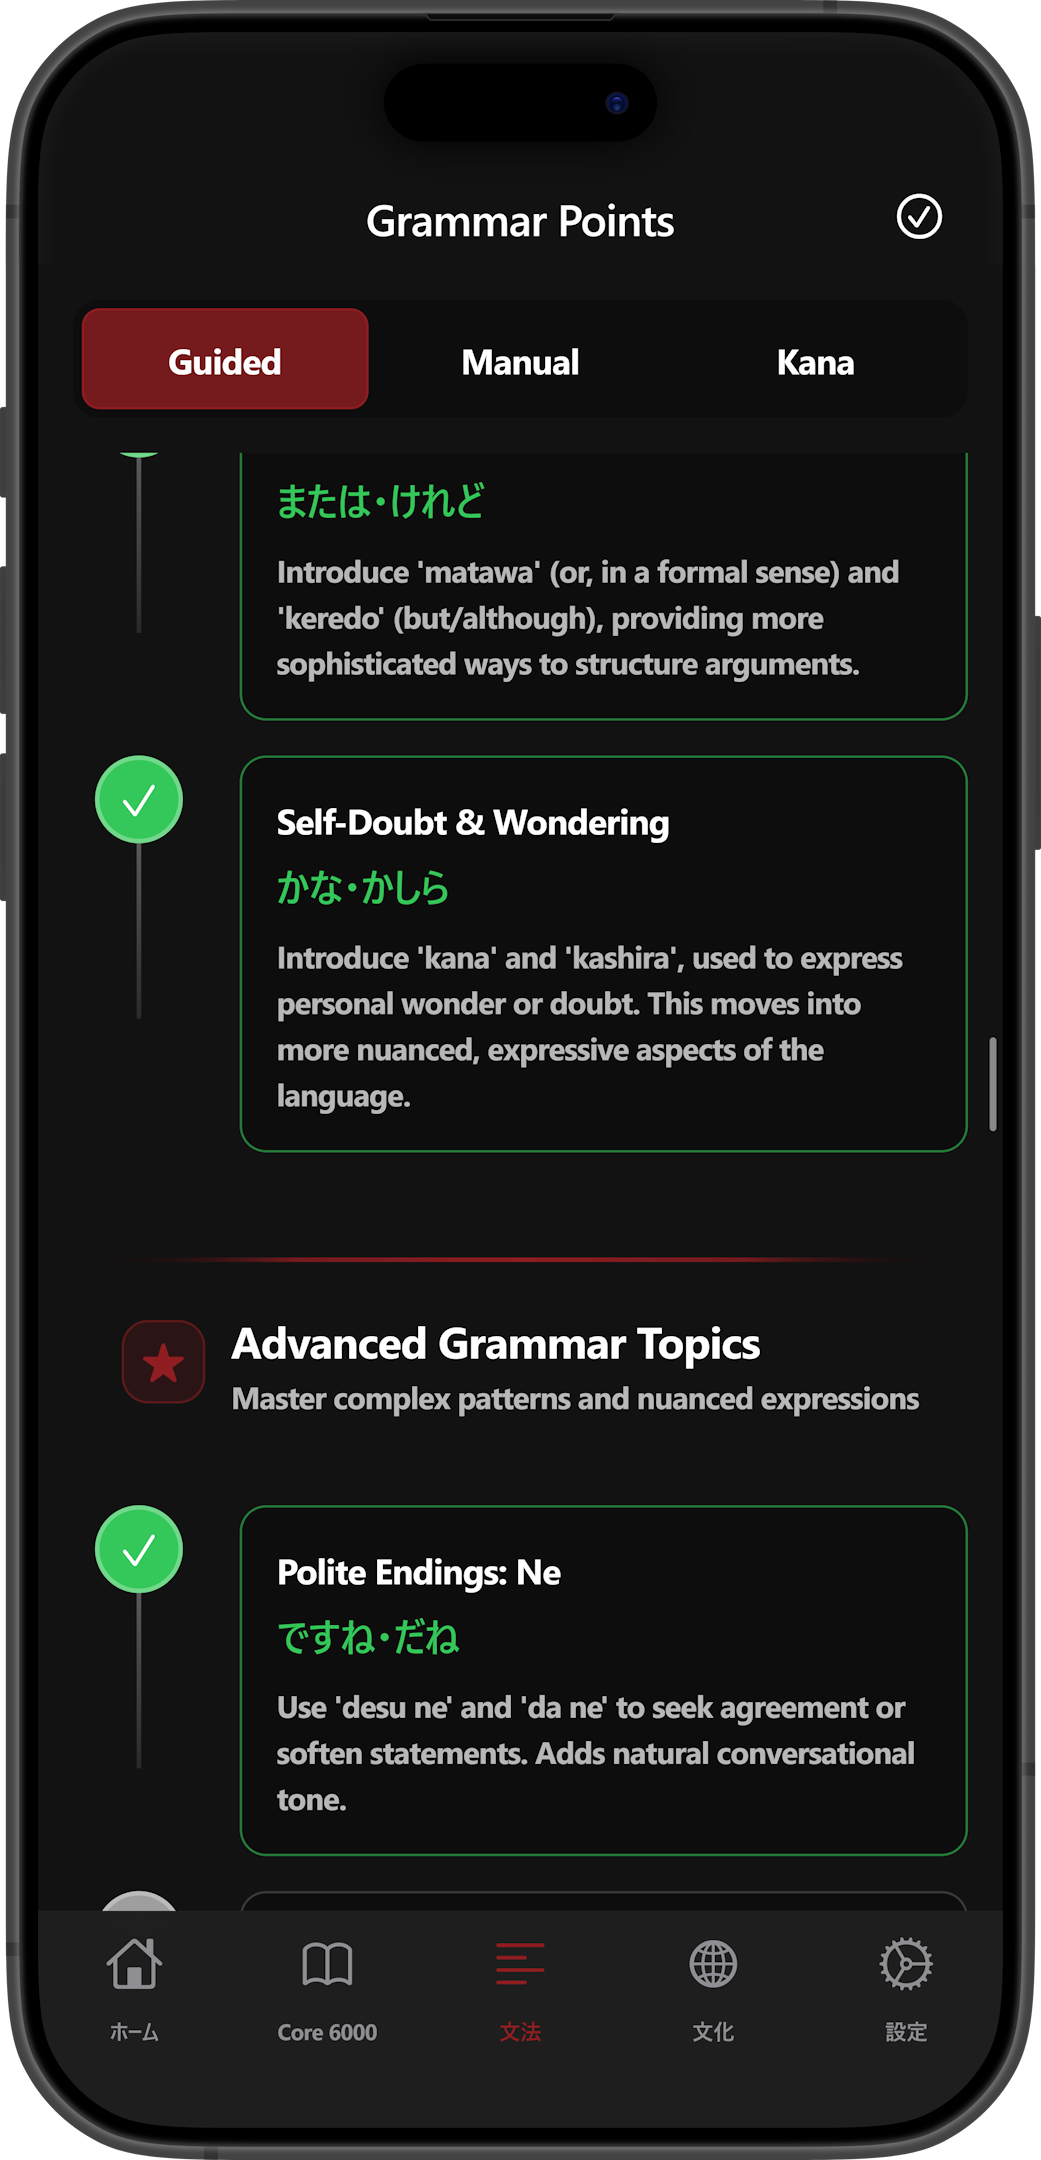 Grammar Points
Guided
Manual
Kana
または・けれど
Introduce 'matawa' (or, in a formal sense) and
'keredo' (but/although), providing more
sophisticated ways to structure arguments.
Self-Doubt & Wondering
かな・かしら
Introduce 'kana' and 'kashira', used to express
personal wonder or doubt. This moves into
more nuanced, expressive aspects of the
language.
Advanced Grammar Topics
Master complex patterns and nuanced expressions
Polite Endings: Ne
ですね・だね
Use 'desu ne' and 'da ne' to seek agreement or
soften statements. Adds natural conversational
tone.
ホーム
Core 6000
文法
文化
設定